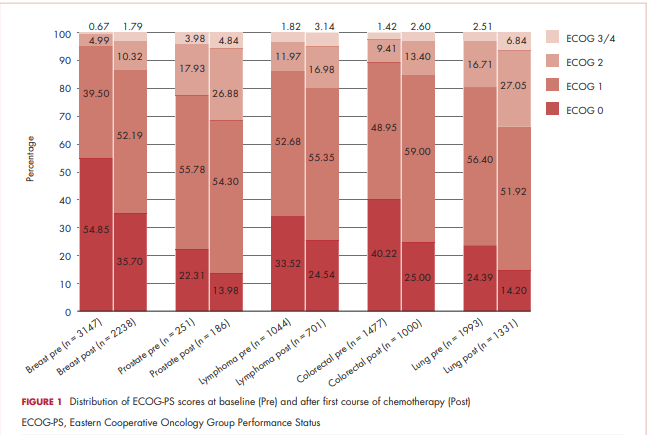 0.67 1.79 1.82 3.14 1.42 2.60 2.51
100 4.99 3.98 4.84 6.84 ECOG 3/4
90 10.32 17.93 11.97 16.98 9.41 13.40 16.71 ECOG 2
80 39.50 26.88 27.05 ECOG 1
70 ECOG 0
60 52.19 55.78 54.30 52.68 55.35 48.95 59.00 56.40 51.92
Percentage
50
40
30 54.85
20 35.70 22.31 33.52 24.54 40.22 25.00 24.39
10 13.98 14.20
0
Breast pre (n = 3147)
Breast post (n = 2238)
Prostate pre (n = 251)
Prostate post (n = 186)
Lymphoma pre (n = 1044)
Lymphoma post (n = 701)
Colorectal pre (n = 1477)
Colorectal post (n = 1000)
Lung pre (n = 1993)
Lung post (n = 1331)
FIGURE 1 Distribution of ECOG-PS scores at baseline (Pre) and after first course of chemotherapy (Post)
ECOG-PS, Eastern Cooperative Oncology Group Performance Status